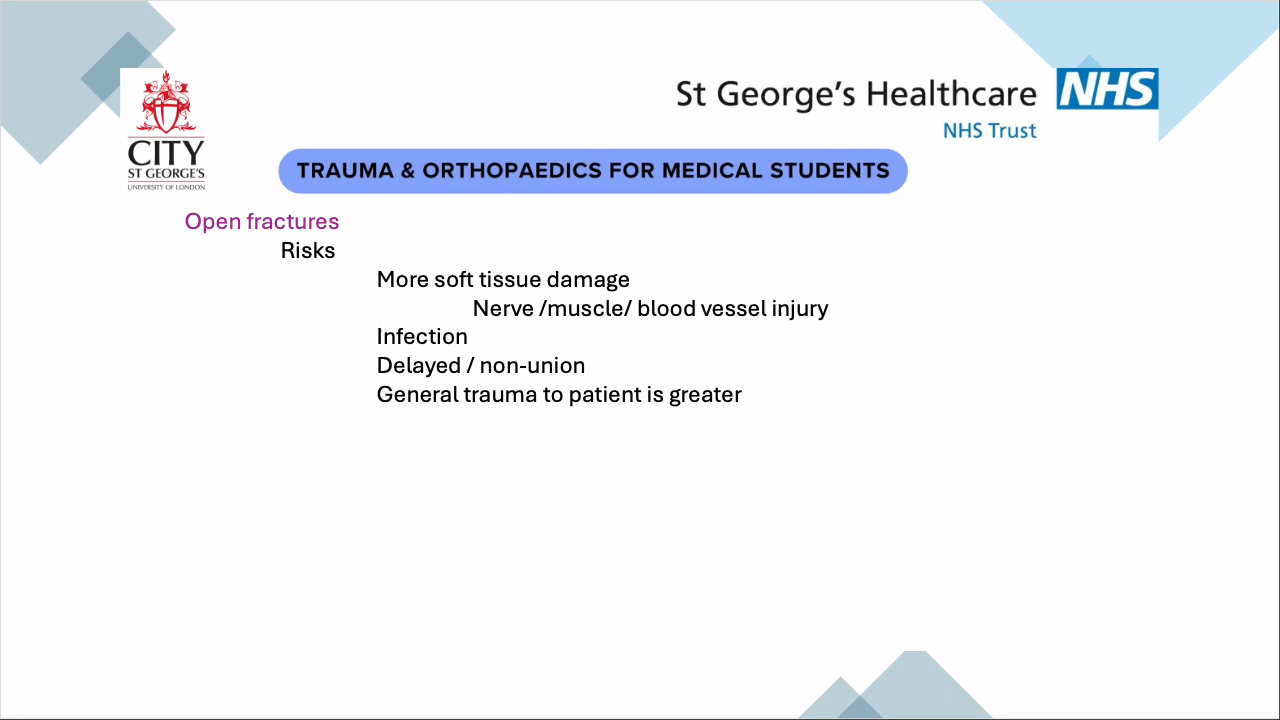 St George's Healthcare NHS
NHS Trust
CITY
ST GEORGE'S
UNIVERSITY OF LONDON
TRAUMA & ORTHOPAEDICS FOR MEDICAL STUDENTS
Open fractures
Risks
More soft tissue damage
Nerve /muscle/ blood vessel injury
Infection
Delayed / non-union
General trauma to patient is greater